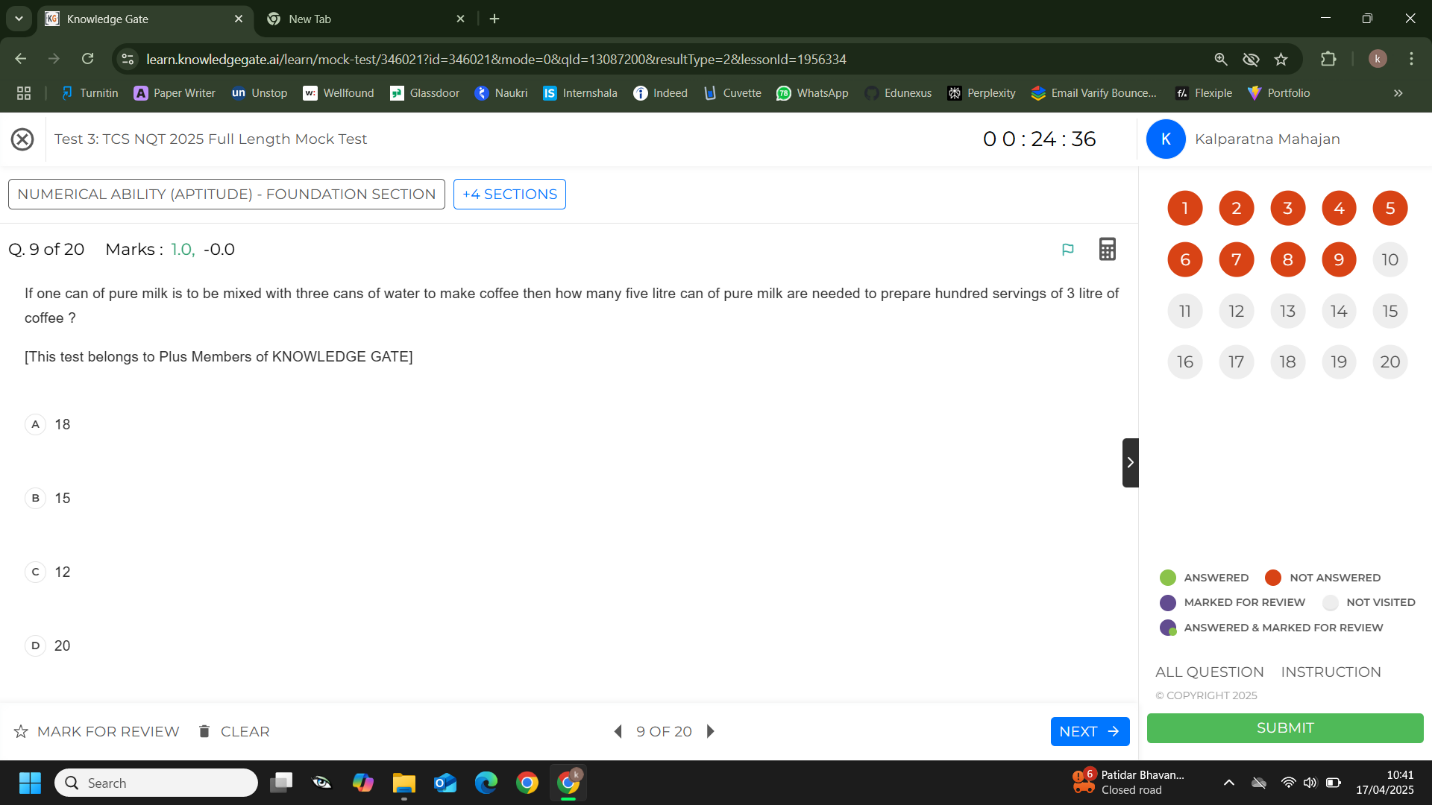 Knowledge Gate
New Tab
learn.knowledgegate.ai/learn/mock-test/346021?id=346021&mode=0&qId=13087200&resultType=2&lessonId=1956334
k
Turnitin
A Paper Writer
un Unstop
w: Wellfound
Glassdoor
Naukri
IS Internshala
Indeed
Cuvette
78 WhatsApp
Edunexus
Perplexity
Email Varify Bounce...
Flexiple
Portfolio
Test 3: TCS NQT 2025 Full Length Mock Test
00:24:36
K Kalparatna Mahajan
NUMERICAL ABILITY (APTITUDE) - FOUNDATION SECTION
+4 SECTIONS
Q. 9 of 20 Marks : 1.0, -0.0
If one can of pure milk is to be mixed with three cans of water to make coffee then how many five litre can of pure milk are needed to prepare hundred servings of 3 litre of
coffee ?
[This test belongs to Plus Members of KNOWLEDGE GATE]
A 18
B 15
C 12
D 20
1 2 3 4 5
6 7 8 9 10
11 12 13 14 15
16 17 18 19 20
ANSWERED NOT ANSWERED
MARKED FOR REVIEW NOT VISITED
ANSWERED & MARKED FOR REVIEW
ALL QUESTION INSTRUCTION
© COPYRIGHT 2025
SUBMIT
MARK FOR REVIEW CLEAR
9 OF 20
NEXT
Search
6
Patidar Bhavan...
Closed road
10:41
17/04/2025